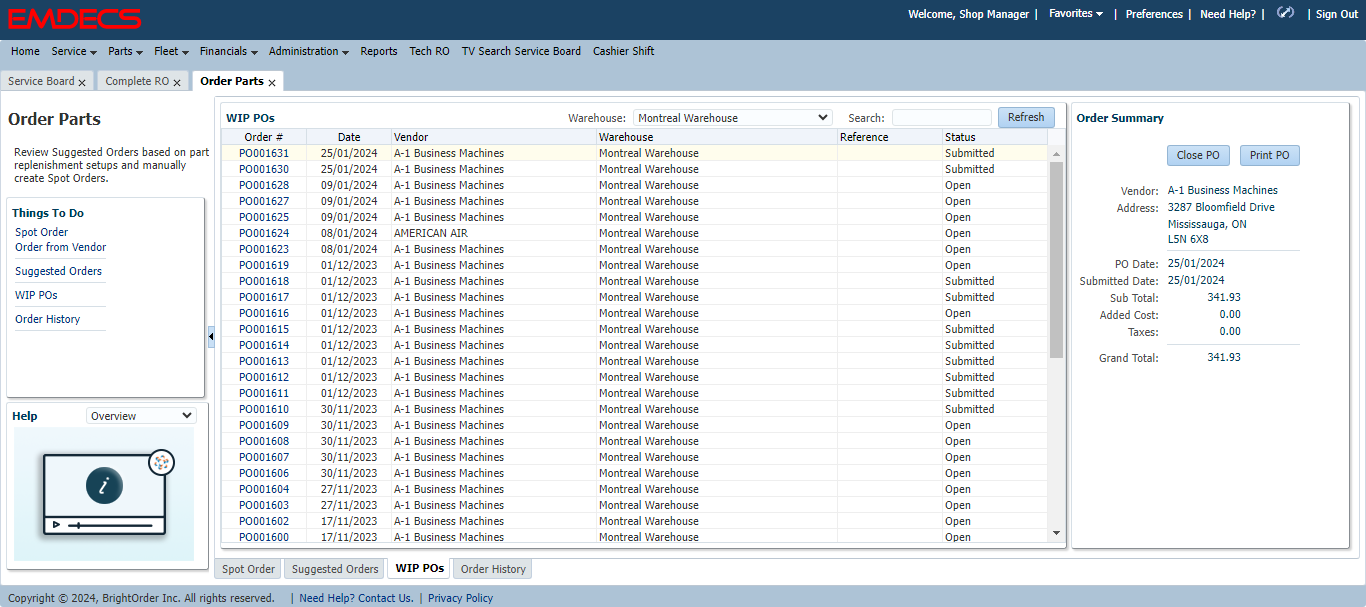 EMDECS
Welcome, Shop Manager | Favorites | Preferences | Need Help? | | Sign Out
Home Service Parts Fleet Financials Administration Reports Tech RO TV Search Service Board Cashier Shift
Service Board x Complete RO x Order Parts x
Order Parts
Review Suggested Orders based on part
replenishment setups and manually
create Spot Orders.
Things To Do
Spot Order
Order from Vendor
Suggested Orders
WIP POs
Order History
Help Overview
i
WIP POs Warehouse: Montreal Warehouse Search: Refresh
Order # Date Vendor Warehouse Reference Status
PO001631 25/01/2024 A-1 Business Machines Montreal Warehouse Submitted
PO001630 25/01/2024 A-1 Business Machines Montreal Warehouse Submitted
PO001628 09/01/2024 A-1 Business Machines Montreal Warehouse Open
PO001627 09/01/2024 A-1 Business Machines Montreal Warehouse Open
PO001625 09/01/2024 A-1 Business Machines Montreal Warehouse Open
PO001624 08/01/2024 AMERICAN AIR Montreal Warehouse Open
PO001623 08/01/2024 A-1 Business Machines Montreal Warehouse Open
PO001619 01/12/2023 A-1 Business Machines Montreal Warehouse Open
PO001618 01/12/2023 A-1 Business Machines Montreal Warehouse Submitted
PO001617 01/12/2023 A-1 Business Machines Montreal Warehouse Submitted
PO001616 01/12/2023 A-1 Business Machines Montreal Warehouse Open
PO001615 01/12/2023 A-1 Business Machines Montreal Warehouse Submitted
PO001614 01/12/2023 A-1 Business Machines Montreal Warehouse Submitted
PO001613 01/12/2023 A-1 Business Machines Montreal Warehouse Submitted
PO001612 01/12/2023 A-1 Business Machines Montreal Warehouse Submitted
PO001611 01/12/2023 A-1 Business Machines Montreal Warehouse Submitted
PO001610 30/11/2023 A-1 Business Machines Montreal Warehouse Submitted
PO001609 30/11/2023 A-1 Business Machines Montreal Warehouse Open
PO001608 30/11/2023 A-1 Business Machines Montreal Warehouse Open
PO001607 30/11/2023 A-1 Business Machines Montreal Warehouse Open
PO001606 30/11/2023 A-1 Business Machines Montreal Warehouse Open
PO001604 27/11/2023 A-1 Business Machines Montreal Warehouse Open
PO001603 27/11/2023 A-1 Business Machines Montreal Warehouse Open
PO001602 17/11/2023 A-1 Business Machines Montreal Warehouse Open
PO001600 17/11/2023 A-1 Business Machines Montreal Warehouse Open
Order Summary
Close PO Print PO
Vendor: A-1 Business Machines
Address: 3287 Bloomfield Drive
Mississauga, ON
L5N 6X8
PO Date: 25/01/2024
Submitted Date: 25/01/2024
Sub Total: 341.93
Added Cost: 0.00
Taxes: 0.00
Grand Total: 341.93
Spot Order Suggested Orders WIP POs Order History
Copyright © 2024, BrightOrder Inc. All rights reserved. | Need Help? Contact Us. | Privacy Policy